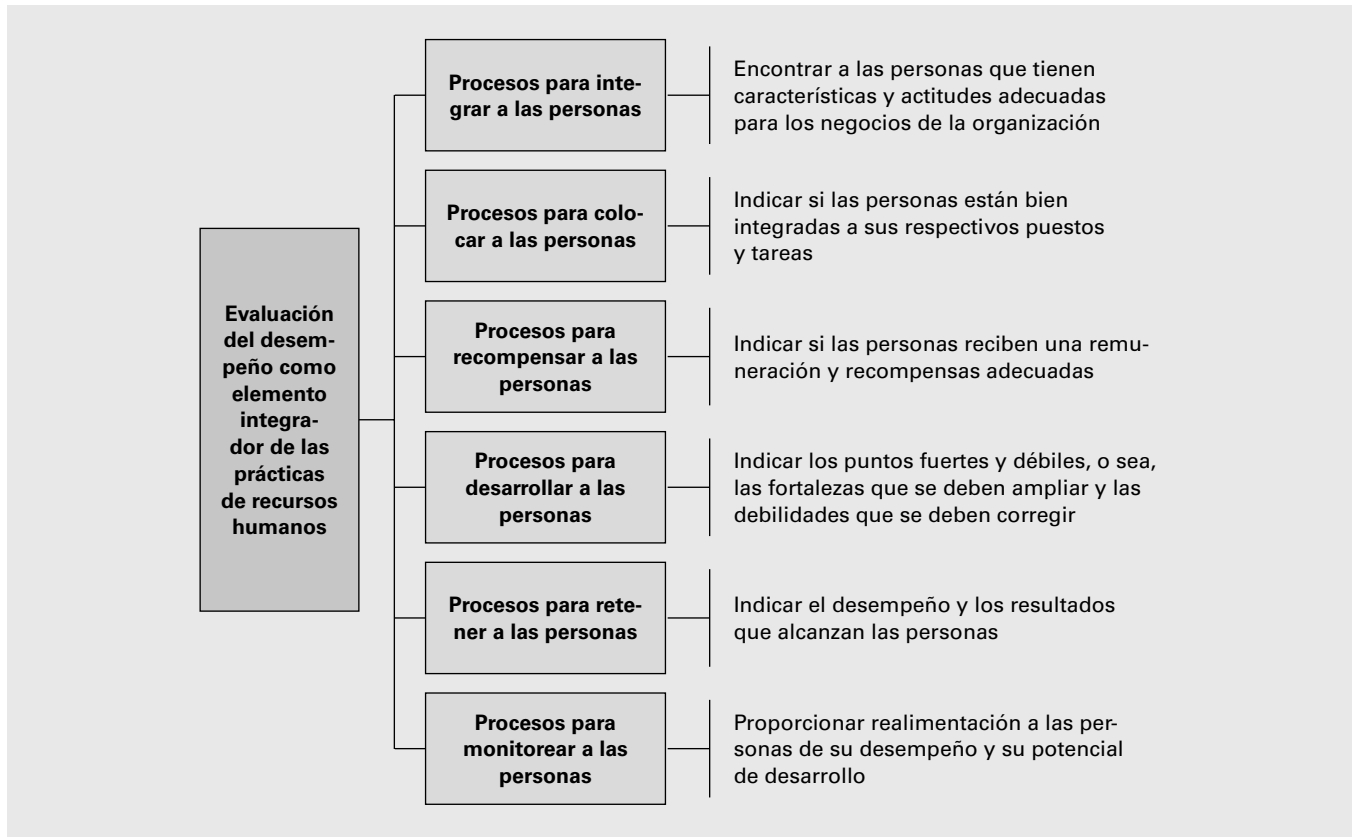 Evaluación
del desem-
peño como
elemento
integra-
dor de las
prácticas
de recursos
humanos
Procesos para inte-
grar a las personas
Encontrar a las personas que tienen
características y actitudes adecuadas
para los negocios de la organización
Procesos para colo-
car a las personas
Indicar si las personas están bien
integradas a sus respectivos puestos
y tareas
Procesos para
recompensar a las
personas
Indicar si las personas reciben una remu-
neración y recompensas adecuadas
Procesos para
desarrollar a las
personas
Indicar los puntos fuertes y débiles, o sea,
las fortalezas que se deben ampliar y las
debilidades que se deben corregir
Procesos para rete-
ner a las personas
Indicar el desempeño y los resultados
que alcanzan las personas
Procesos para
monitorear a las
personas
Proporcionar realimentación a las per-
sonas de su desempeño y su potencial
de desarrollo